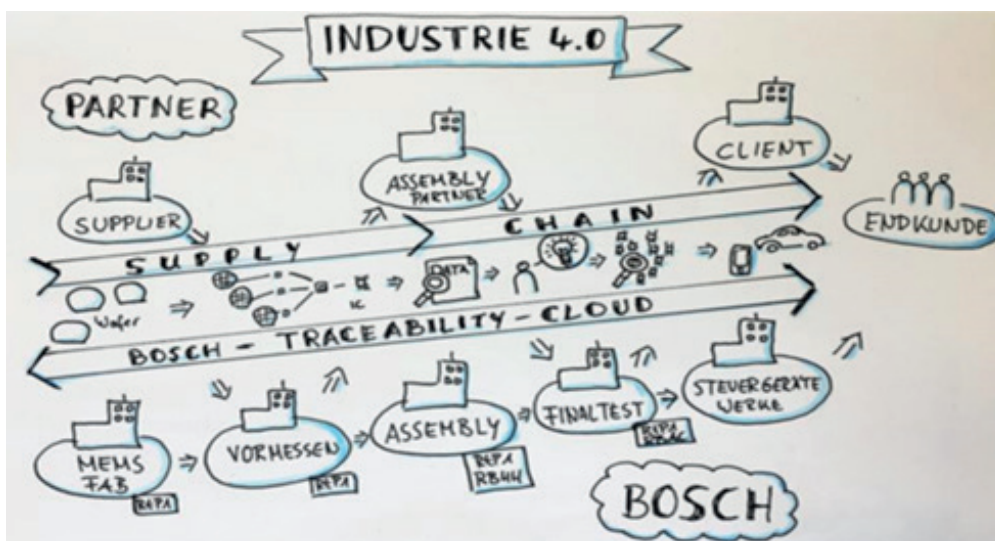 INDUSTRIE 4.0
PARTNER
SUPPLIER
ASSEMBLY
PARTNER
CLIENT
ENDKUNDE
SUPPLY CHAIN
Wafer
IC
DATA
BOSCH - TRACEABILITY - CLOUD
MEMS
FAB
VORMESSEN
ASSEMBLY
FINALTEST
STEUERGERÄTE
WERKE
BOSCH